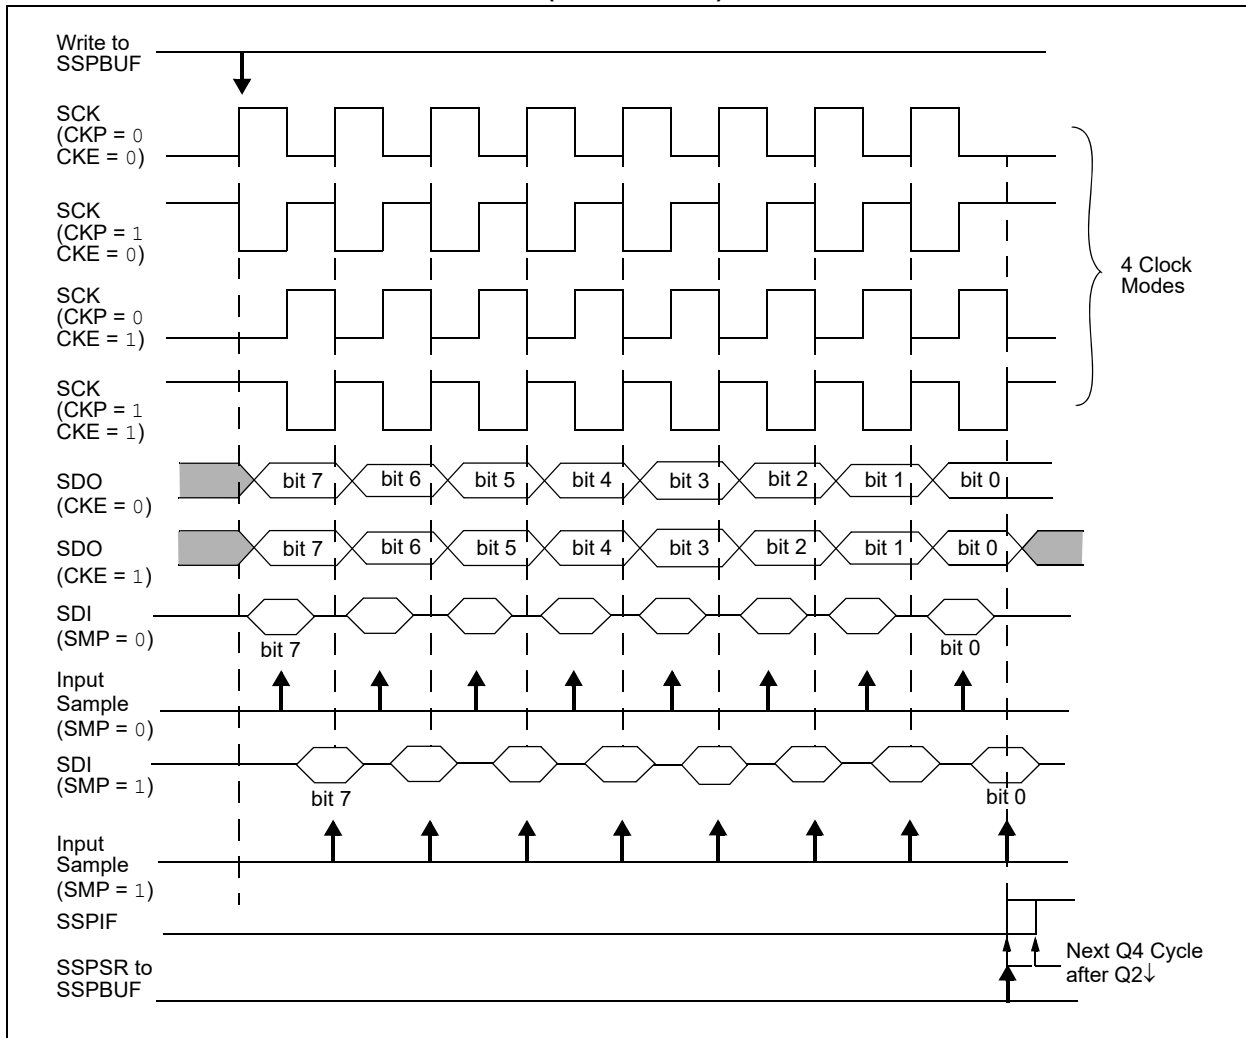 Write to
SSPBUF
SCK
(CKP = 0
CKE = 0)
SCK
(CKP = 1
CKE = 0)
SCK
(CKP = 0
CKE = 1)
SCK
(CKP = 1
CKE = 1)
4 Clock
Modes
SDO
(CKE = 0)
bit 7 bit 6 bit 5 bit 4 bit 3 bit 2 bit 1 bit 0
SDO
(CKE = 1)
bit 7 bit 6 bit 5 bit 4 bit 3 bit 2 bit 1 bit 0
SDI
(SMP = 0)
bit 7 bit 0
Input
Sample
(SMP = 0)
SDI
(SMP = 1)
bit 7 bit 0
Input
Sample
(SMP = 1)
SSPIF
SSPSR to
SSPBUF
Next Q4 Cycle
after Q2↓